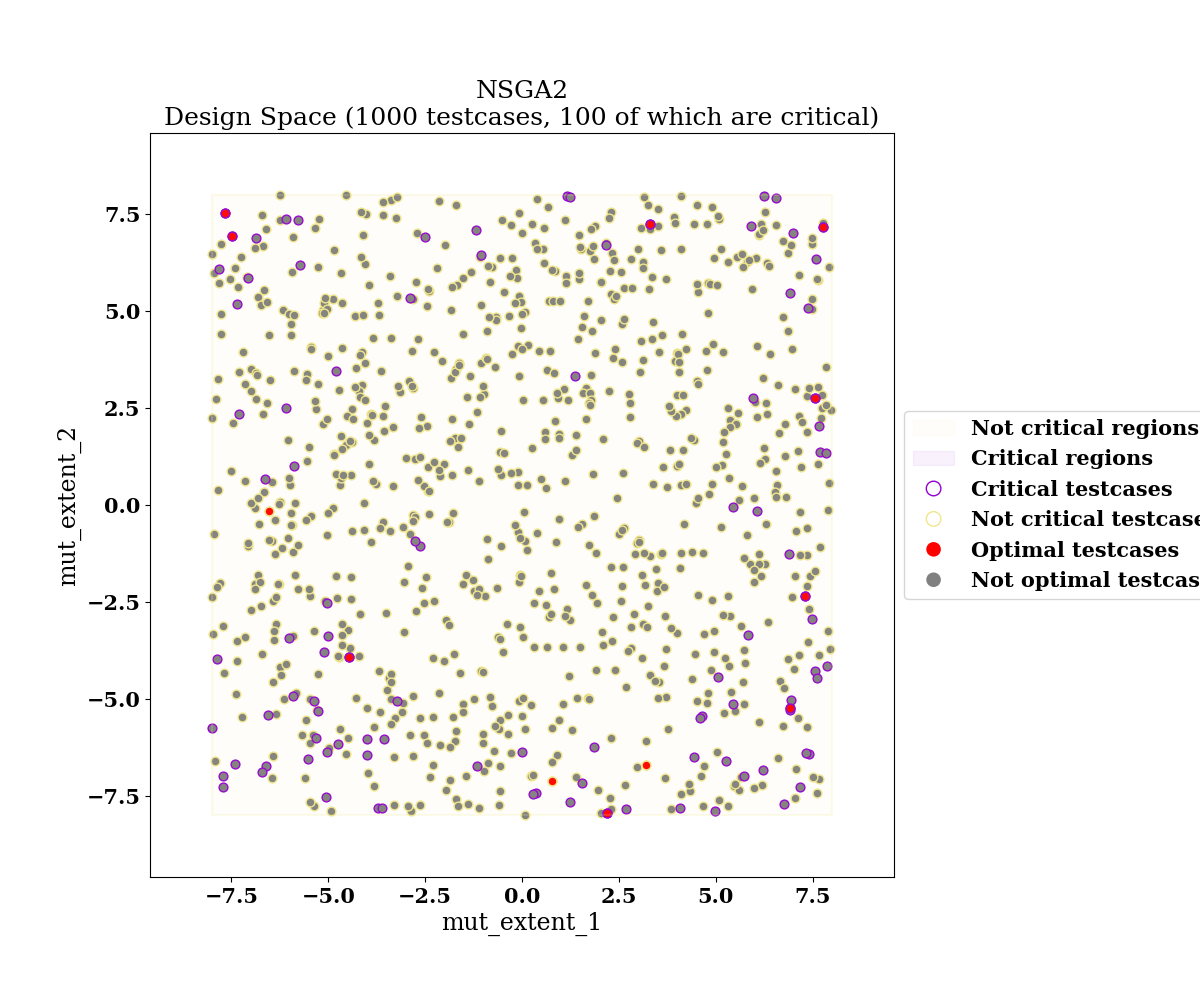 NSGA2
Design Space (1000 testcases, 100 of which are critical)
mut_extent_2
7.5
5.0
2.5
0.0
−2.5
−5.0
−7.5
−7.5
−5.0
−2.5
0.0
2.5
5.0
7.5
mut_extent_1
Not critical regions
Critical regions
Critical testcases
Not critical testcase
Optimal testcases
Not optimal testcas